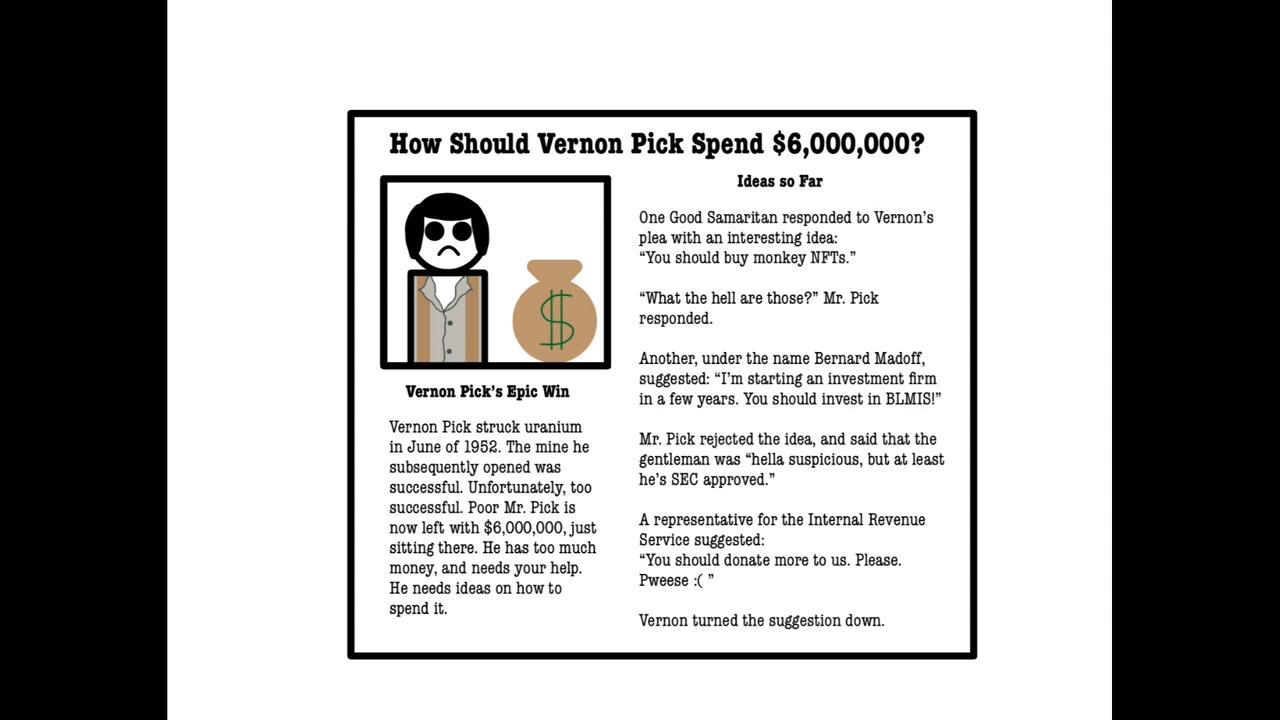 How Should Vernon Pick Spend $6,000,000?
$
Vernon Pick's Epic Win
Vernon Pick struck uranium
in June of 1952. The mine he
subsequently opened was
successful. Unfortunately, too
successful. Poor Mr. Pick is
now left with $6,000,000, just
sitting there. He has too much
money, and needs your help.
He needs ideas on how to
spend it.
Ideas so Far
One Good Samaritan responded to Vernon's
plea with an interesting idea:
“You should buy monkey NFTs.”
“What the hell are those?” Mr. Pick
responded.
Another, under the name Bernard Madoff,
suggested: “I'm starting an investment firm
in a few years. You should invest in BLMIS!”
Mr. Pick rejected the idea, and said that the
gentleman was “hella suspicious, but at least
he's SEC approved.”
A representative for the Internal Revenue
Service suggested:
“You should donate more to us. Please.
Pweese :( ”
Vernon turned the suggestion down.